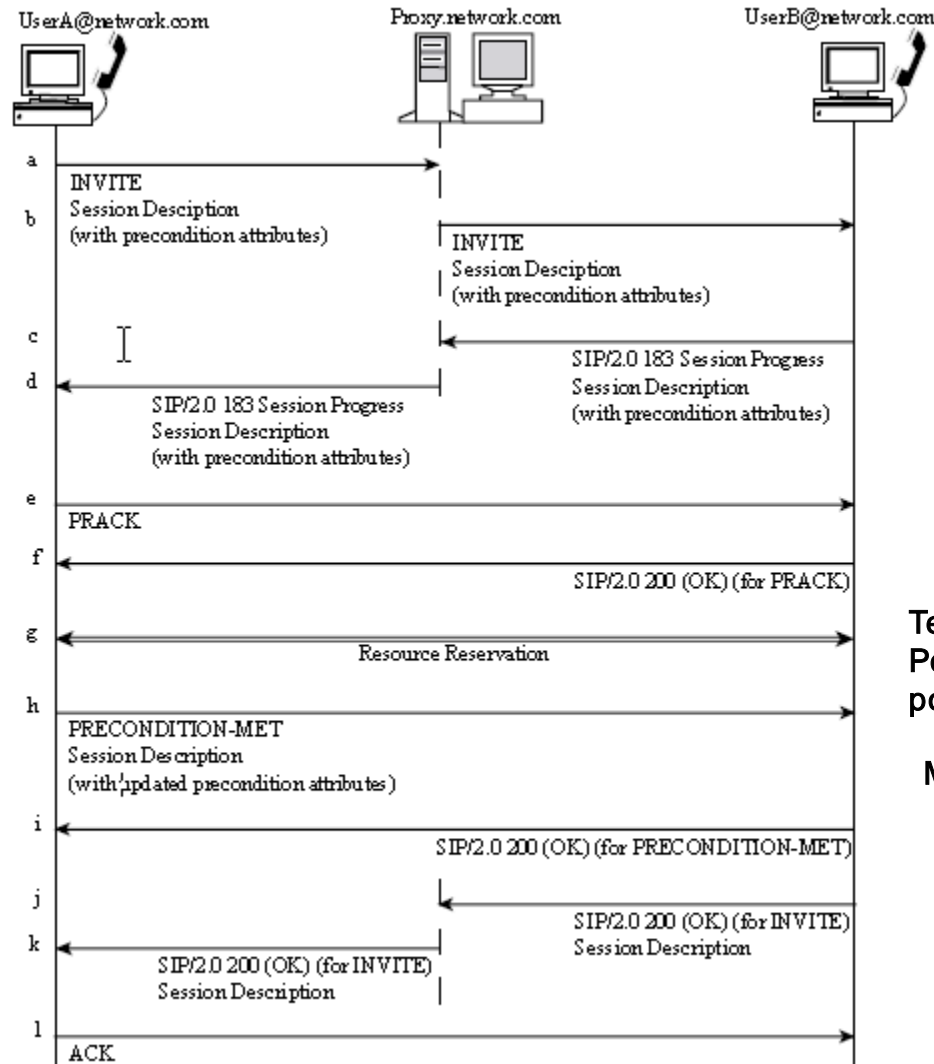 UserA@network.com
Proxy.network.com
UserB@network.com
a
INVITE
Session Desciption
(with precondition attributes)
b
INVITE
Session Desciption
(with precondition attributes)
c
SIP/2.0 183 Session Progress
Session Description
(with precondition attributes)
d
SIP/2.0 183 Session Progress
Session Description
(with precondition attributes)
e
PRACK
f
SIP/2.0 200 (OK) (for PRACK)
g
Resource Reservation
h
PRECONDITION-MET
Session Description
(with updated precondition attributes)
i
SIP/2.0 200 (OK) (for PRECONDITION-MET)
j
SIP/2.0 200 (OK) (for INVITE)
Session Description
k
SIP/2.0 200 (OK) (for INVITE)
Session Description
l
ACK